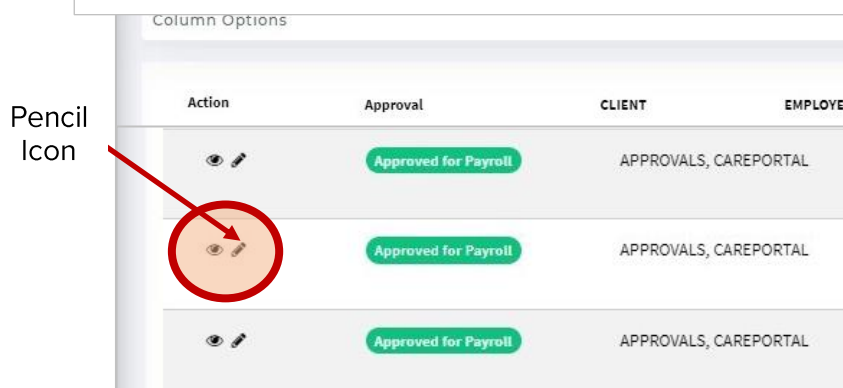 Column Options
Pencil
Icon
Action Approval CLIENT EMPLOYE
Approved for Payroll APPROVALS, CAREPORTAL
Approved for Payroll APPROVALS, CAREPORTAL
Approved for Payroll APPROVALS, CAREPORTAL